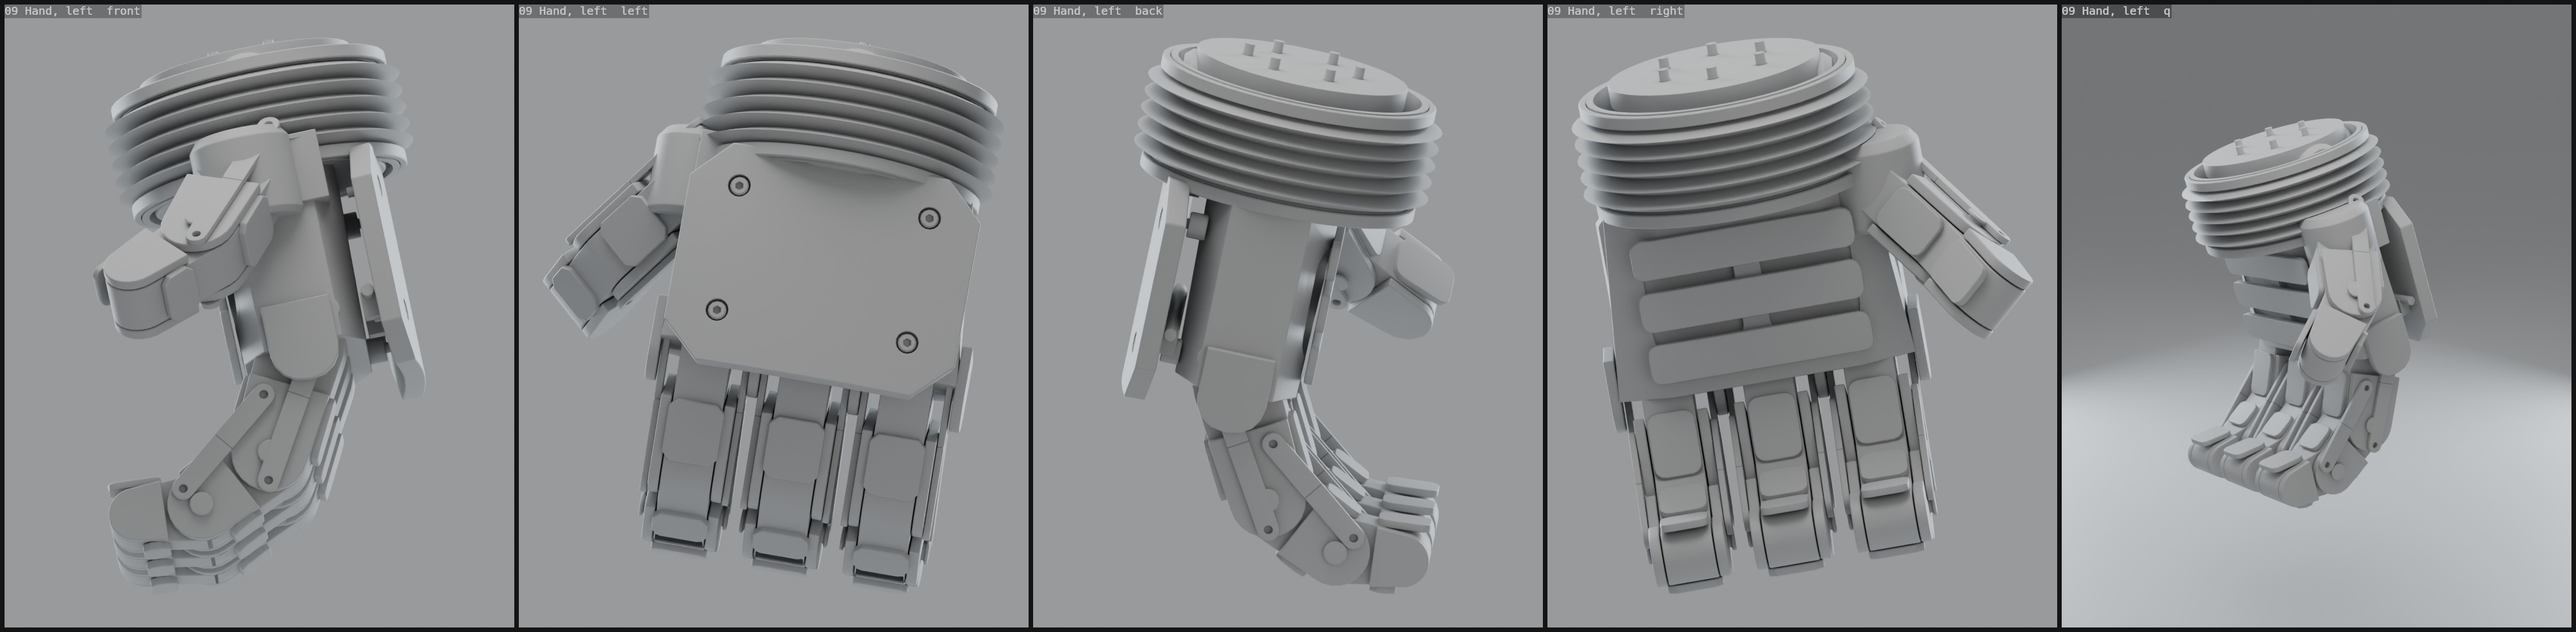 09 Hand, left  front
09 Hand, left  left
09 Hand, left  back
09 Hand, left  right
09 Hand, left  q